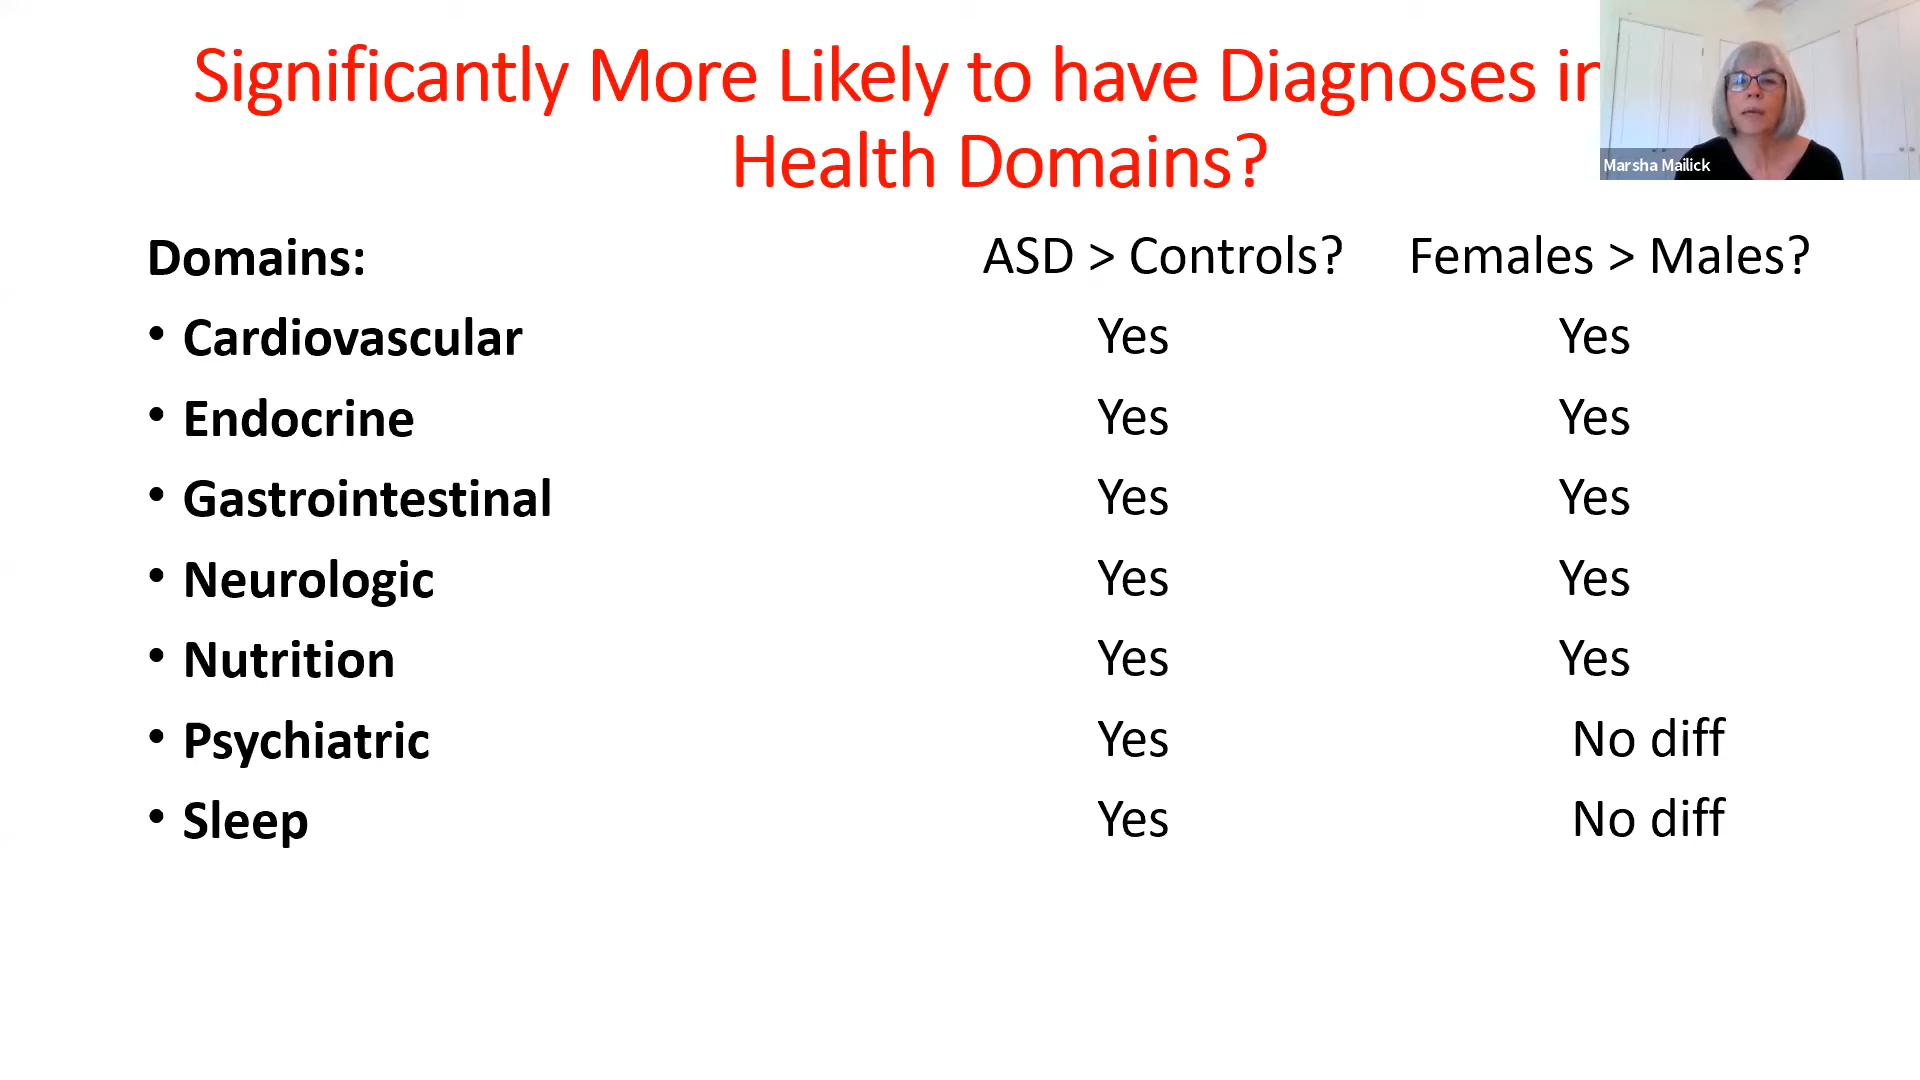 Significantly More Likely to have Diagnoses in
Health Domains?
Marsha Mailick
Domains: ASD > Controls? Females > Males?
• Cardiovascular Yes Yes
• Endocrine Yes Yes
• Gastrointestinal Yes Yes
• Neurologic Yes Yes
• Nutrition Yes Yes
• Psychiatric Yes No diff
• Sleep Yes No diff